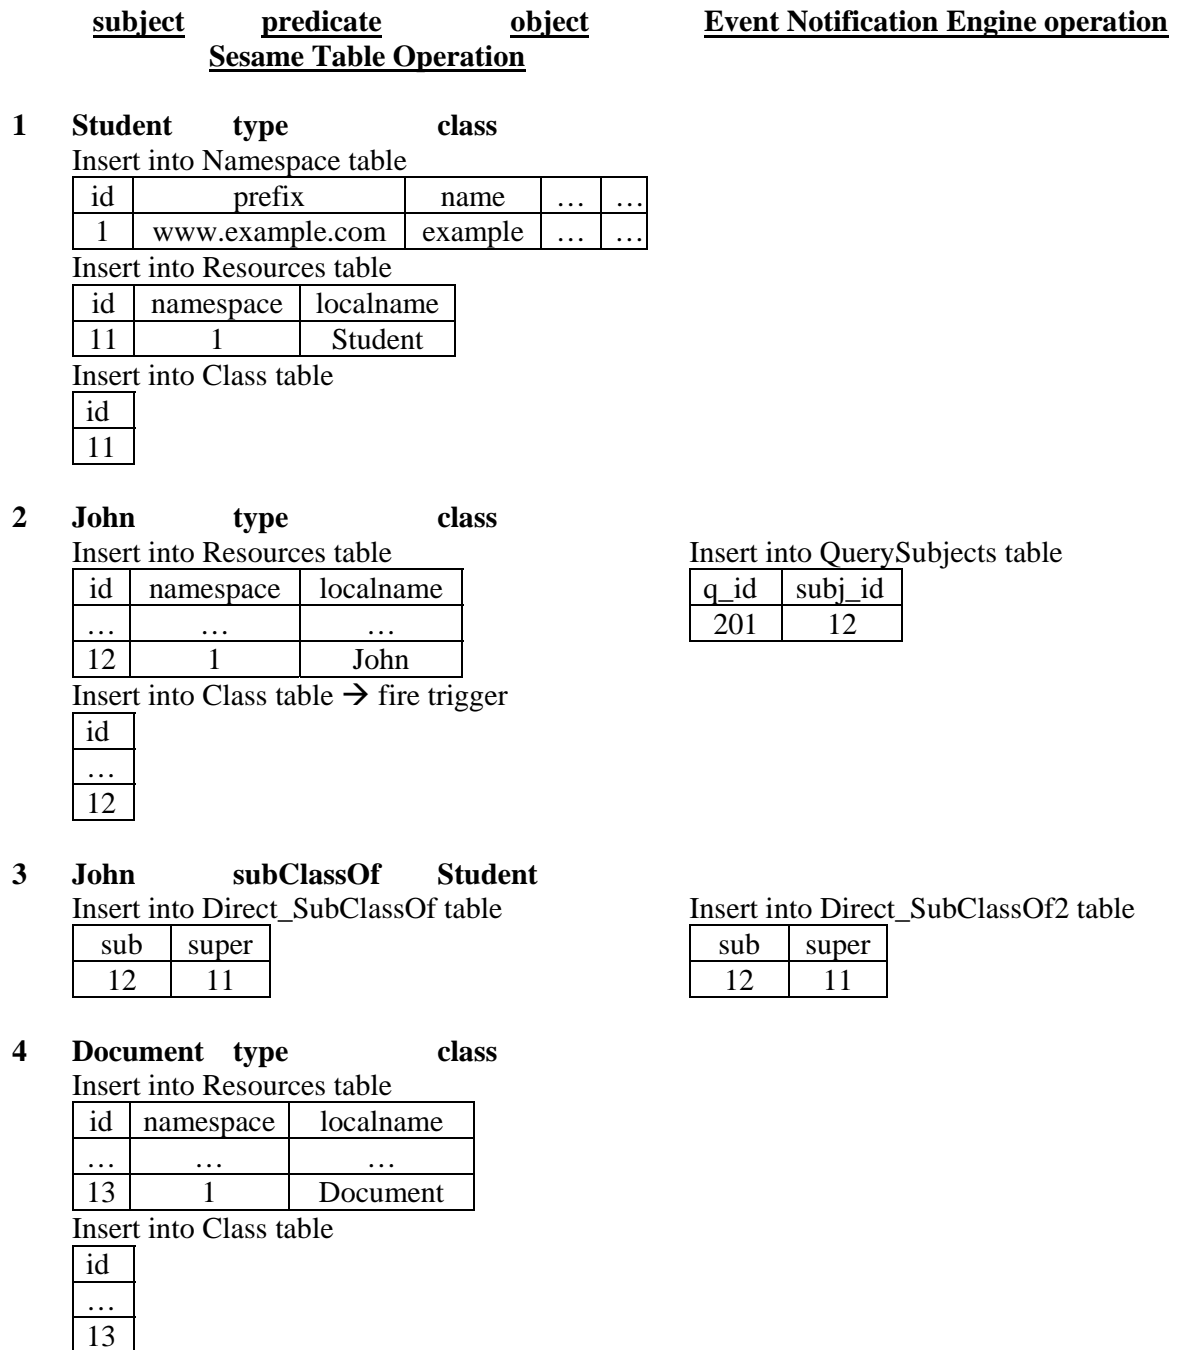 subject predicate object Event Notification Engine operation
Sesame Table Operation
1 Student type class
Insert into Namespace table
id prefix name … …
1 www.example.com example … …
Insert into Resources table
id namespace localname
11 1 Student
Insert into Class table
id
11
2 John type class
Insert into Resources table Insert into QuerySubjects table
id namespace localname q_id subj_id
… … … 201 12
12 1 John
Insert into Class table → fire trigger
id
…
12
3 John subClassOf Student
Insert into Direct_SubClassOf table Insert into Direct_SubClassOf2 table
sub super sub super
12 11 12 11
4 Document type class
Insert into Resources table
id namespace localname
… … …
13 1 Document
Insert into Class table
id
…
13